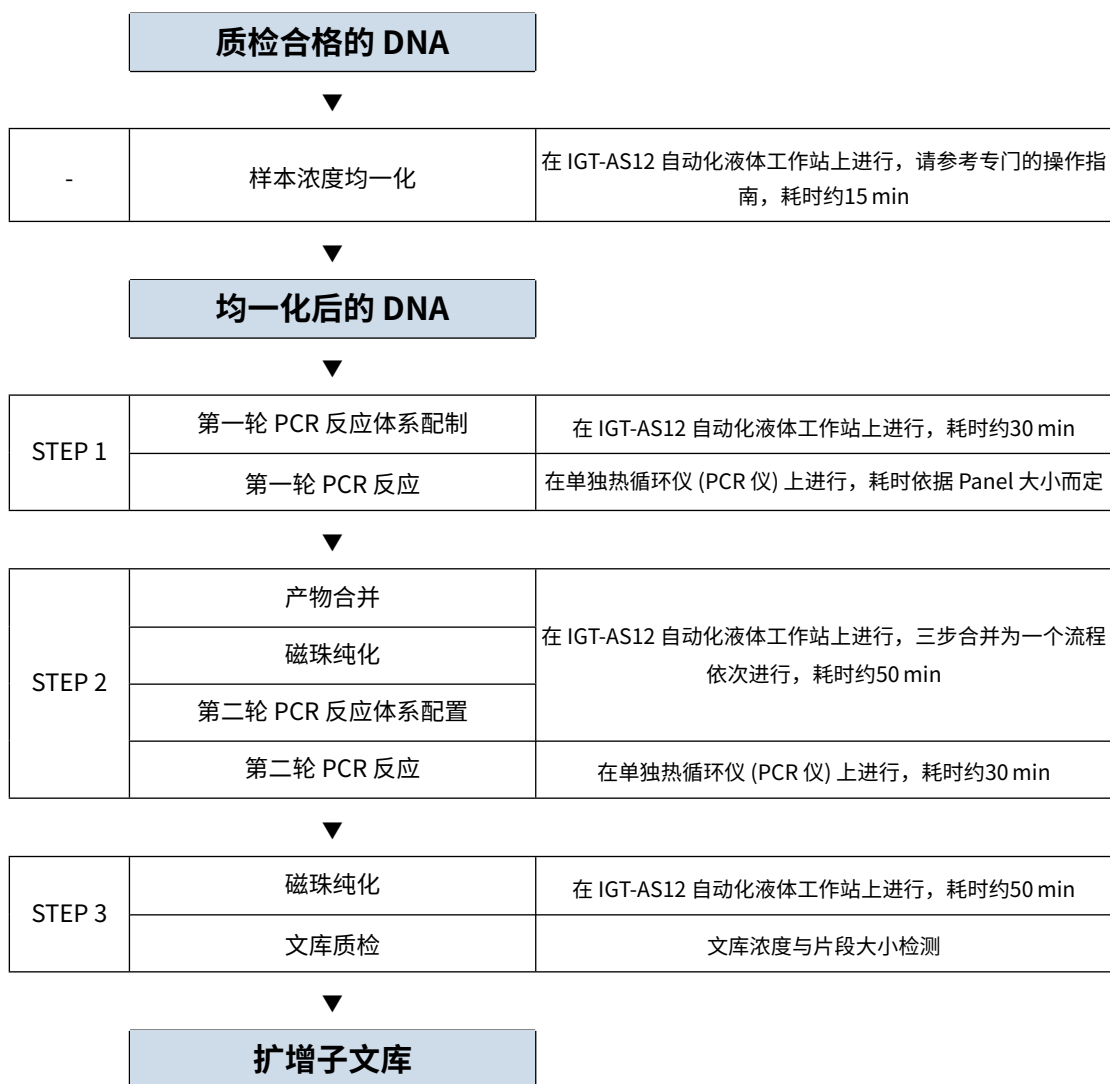 质检合格的 DNA
▼
-
样本浓度均一化
在 IGT-AS12 自动化液体工作站上进行，请参考专门的操作指
南，耗时约15 min
▼
均一化后的 DNA
▼
STEP 1
第一轮 PCR 反应体系配制
在 IGT-AS12 自动化液体工作站上进行，耗时约30 min
第一轮 PCR 反应
在单独热循环仪 (PCR 仪) 上进行，耗时依据 Panel 大小而定
▼
STEP 2
产物合并
磁珠纯化
第二轮 PCR 反应体系配置
在 IGT-AS12 自动化液体工作站上进行，三步合并为一个流程
依次进行，耗时约50 min
第二轮 PCR 反应
在单独热循环仪 (PCR 仪) 上进行，耗时约30 min
▼
STEP 3
磁珠纯化
在 IGT-AS12 自动化液体工作站上进行，耗时约50 min
文库质检
文库浓度与片段大小检测
▼
扩增子文库